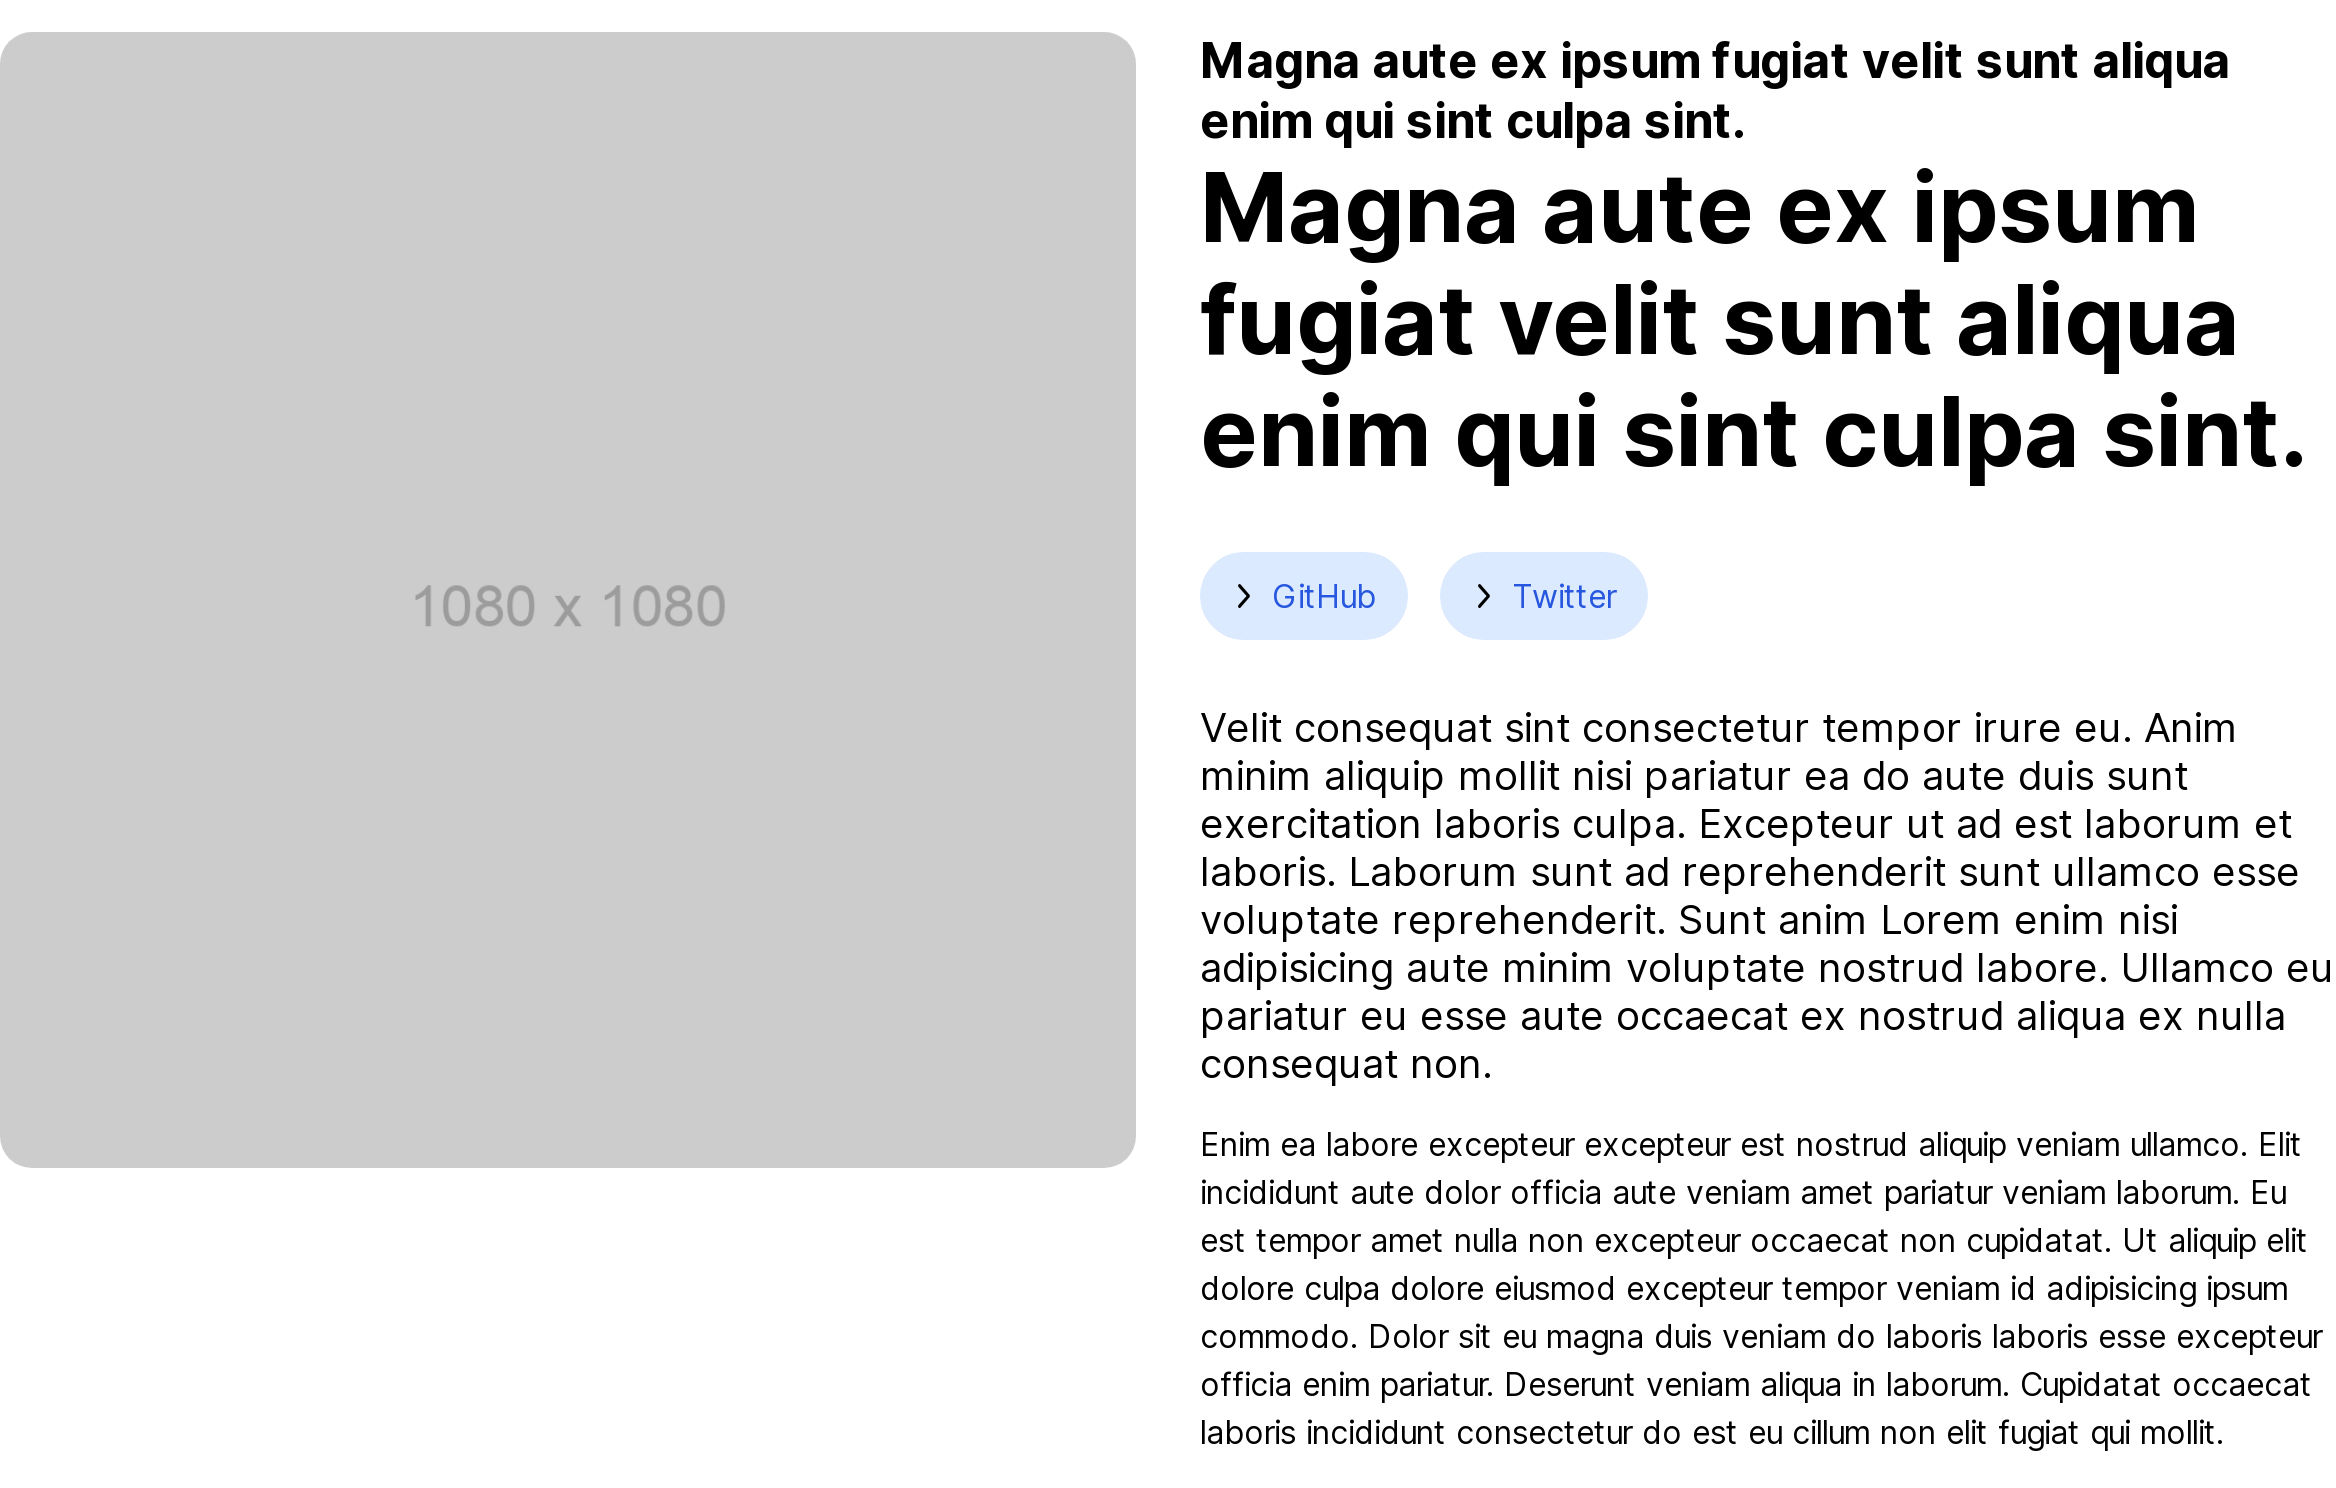 1080 x 1080
Magna aute ex ipsum fugiat velit sunt aliqua
enim qui sint culpa sint.
Magna aute ex ipsum
fugiat velit sunt aliqua
enim qui sint culpa sint.
GitHub
Twitter
Velit consequat sint consectetur tempor irure eu. Anim
minim aliquip mollit nisi pariatur ea do aute duis sunt
exercitation laboris culpa. Excepteur ut ad est laborum et
laboris. Laborum sunt ad reprehenderit sunt ullamco esse
voluptate reprehenderit. Sunt anim Lorem enim nisi
adipisicing aute minim voluptate nostrud labore. Ullamco eu
pariatur eu esse aute occaecat ex nostrud aliqua ex nulla
consequat non.
Enim ea labore excepteur excepteur est nostrud aliquip veniam ullamco. Elit
incididunt aute dolor officia aute veniam amet pariatur veniam laborum. Eu
est tempor amet nulla non excepteur occaecat non cupidatat. Ut aliquip elit
dolore culpa dolore eiusmod excepteur tempor veniam id adipisicing ipsum
commodo. Dolor sit eu magna duis veniam do laboris laboris esse excepteur
officia enim pariatur. Deserunt veniam aliqua in laborum. Cupidatat occaecat
laboris incididunt consectetur do est eu cillum non elit fugiat qui mollit.